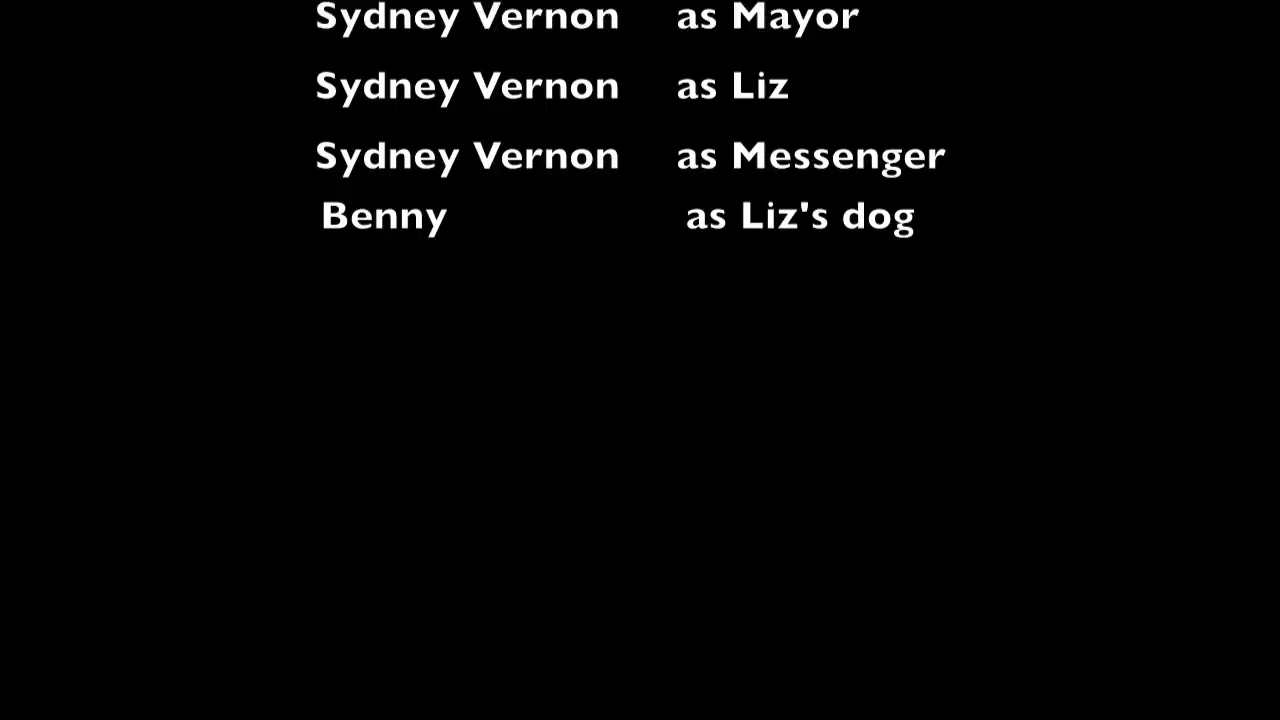 Sydney Vernon as Mayor
Sydney Vernon as Liz
Sydney Vernon as Messenger
Benny as Liz's dog